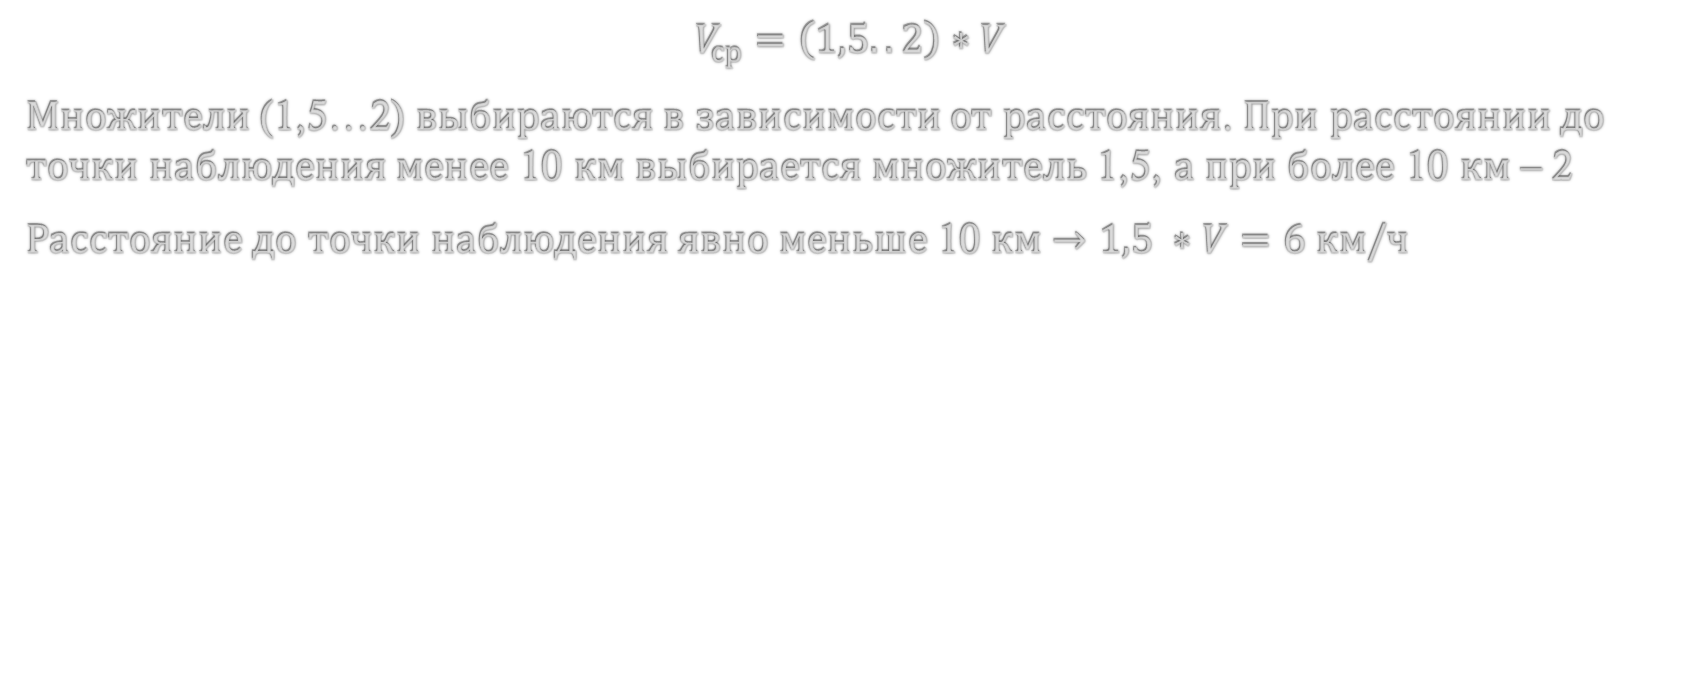 Vср = (1,5..2) * V
Множители (1,5…2) выбираются в зависимости от расстояния. При расстоянии до
точки наблюдения менее 10 км выбирается множитель 1,5, а при более 10 км – 2
Расстояние до точки наблюдения явно меньше 10 км → 1,5 * V = 6 км/ч